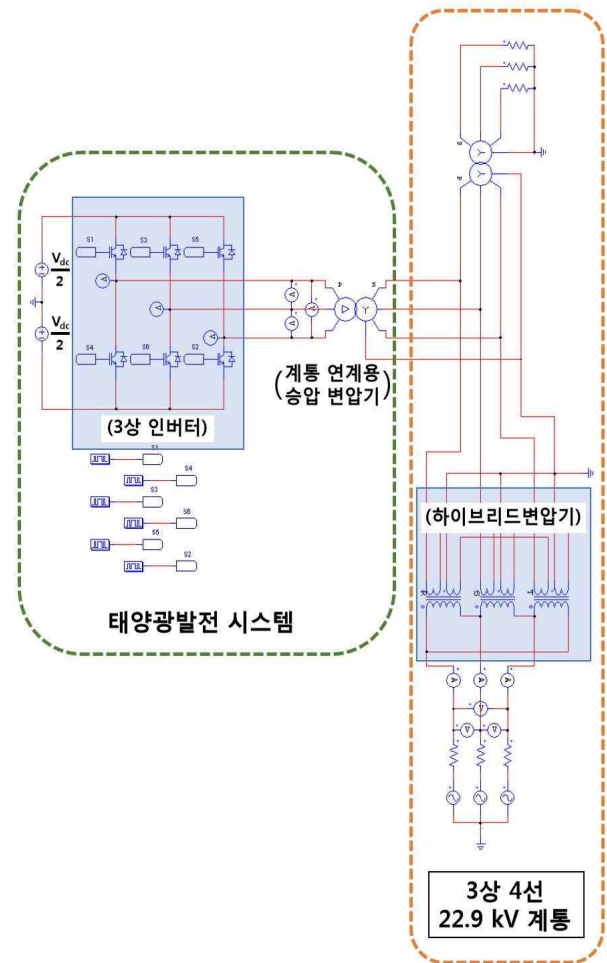 S1
S3
S5
Vdc
2
Vdc
2
S4
S6
S2
(3상 인버터)
S1
S4
S3
S6
S5
S2
태양광발전 시스템
P
S
(계통 연계용
승압 변압기)
S
P
(하이브리드변압기)
R
S
T
A
A
A
V
V
V
3상 4선
22.9 kV 계통